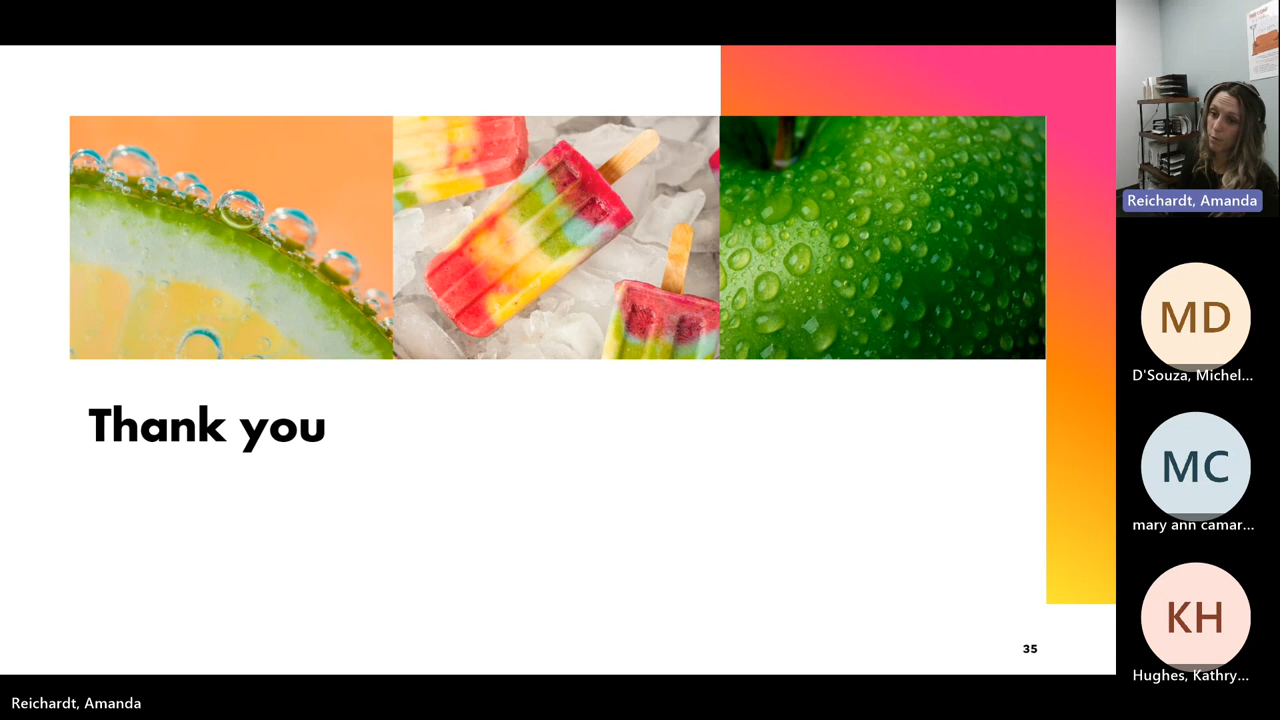 Thank you
35
Reichardt, Amanda
MD
D'Souza, Michel...
MC
mary ann camar...
KH
Hughes, Kathry...
Reichardt, Amanda